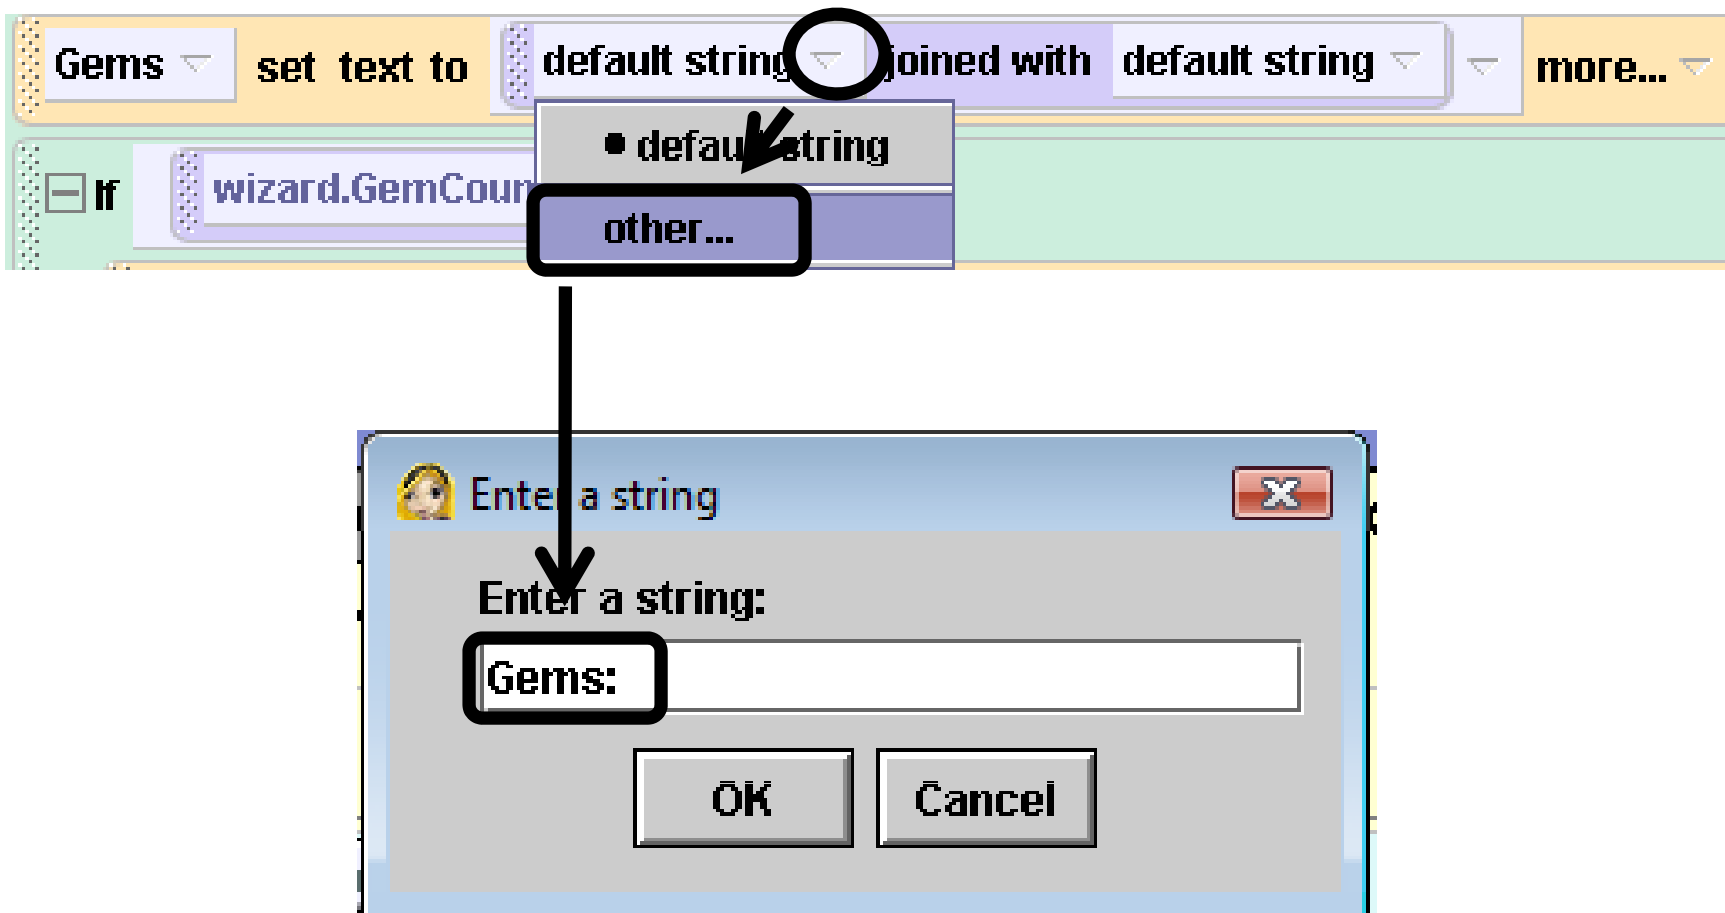 Gems set text to default string joined with default string more...
• default string
If wizard.GemCoun
other...
Enter a string
Enter a string:
Gems:
OK Cancel